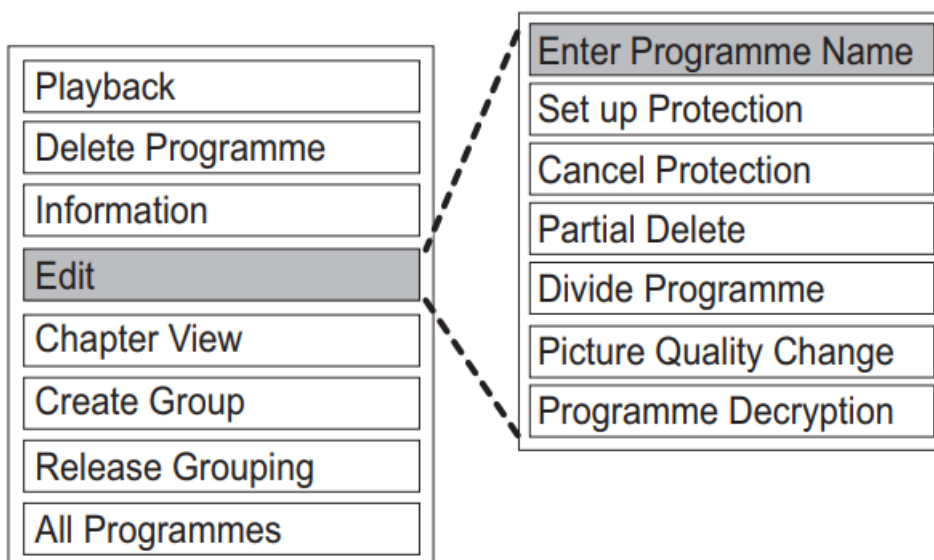 Playback
Delete Programme
Information
Edit
Chapter View
Create Group
Release Grouping
All Programmes
Enter Programme Name
Set up Protection
Cancel Protection
Partial Delete
Divide Programme
Picture Quality Change
Programme Decryption